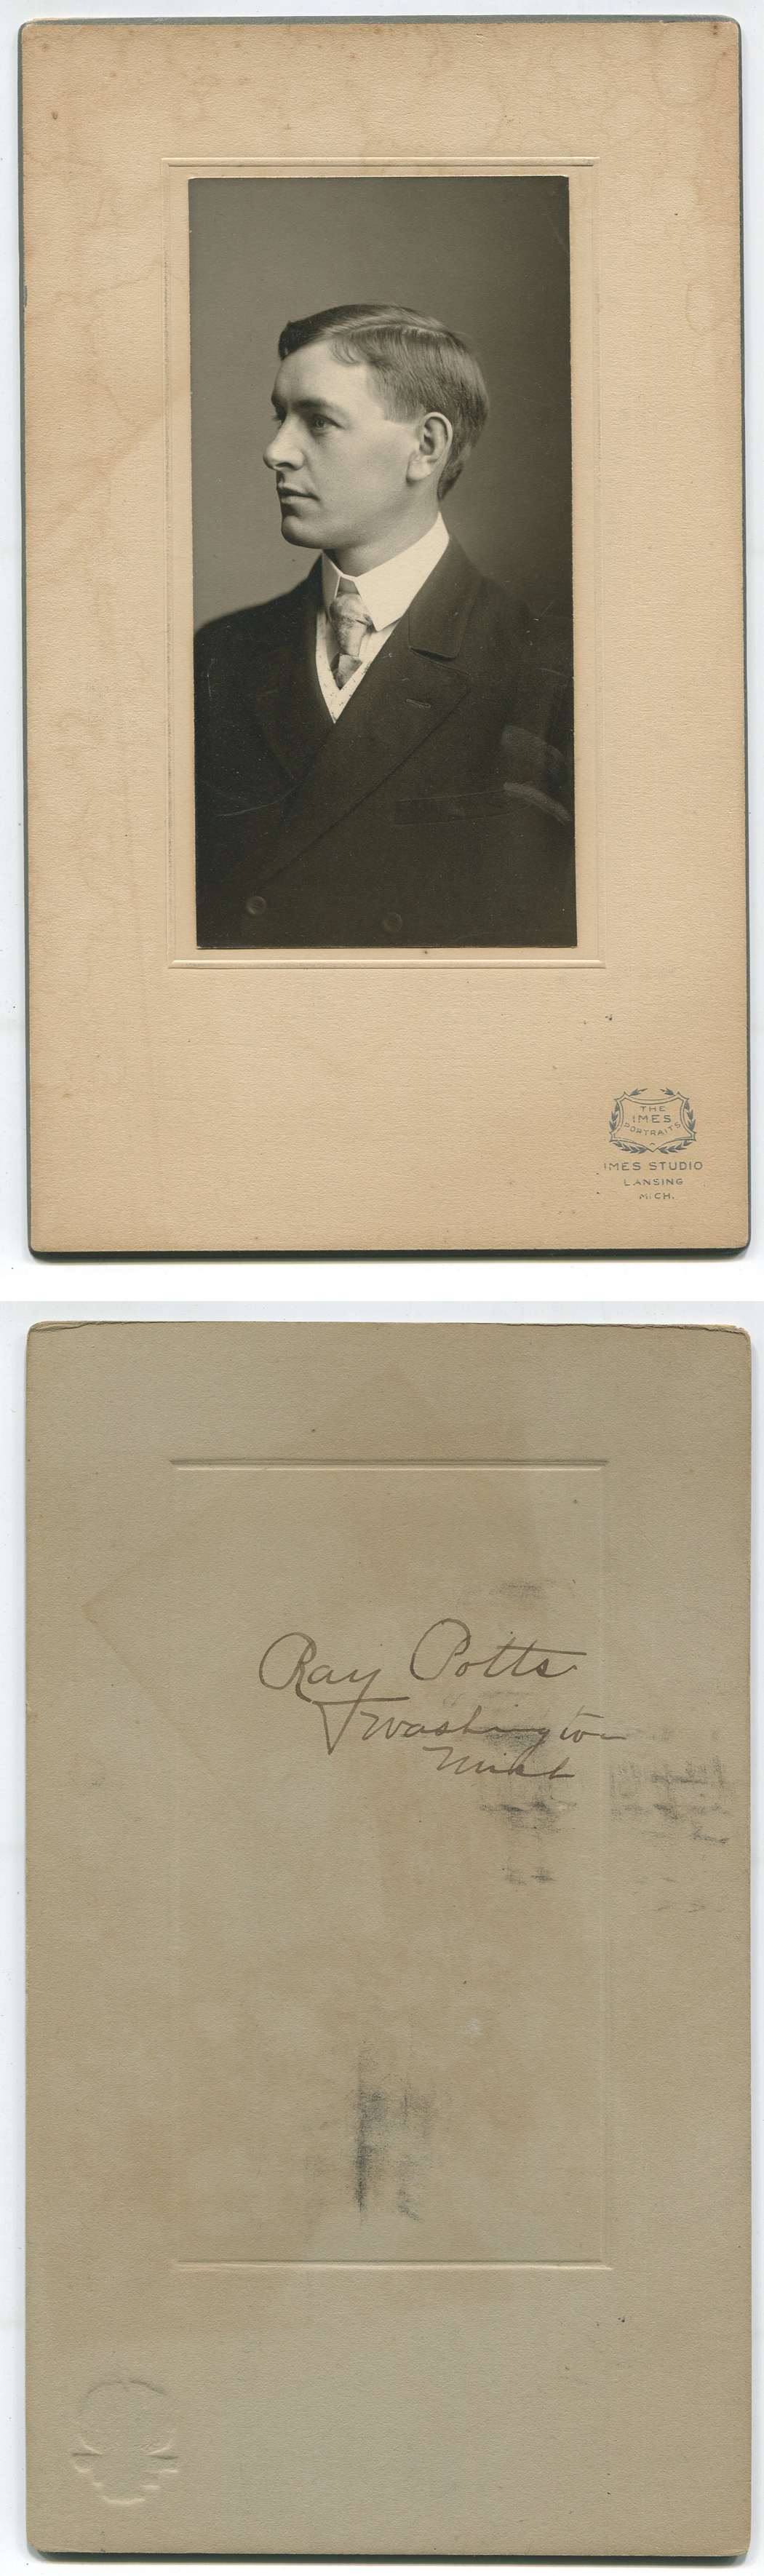 THE
IMES
PORTRAITS
IMES STUDIO
LANSING
MICH.
Ray Potts
Washington
Mich